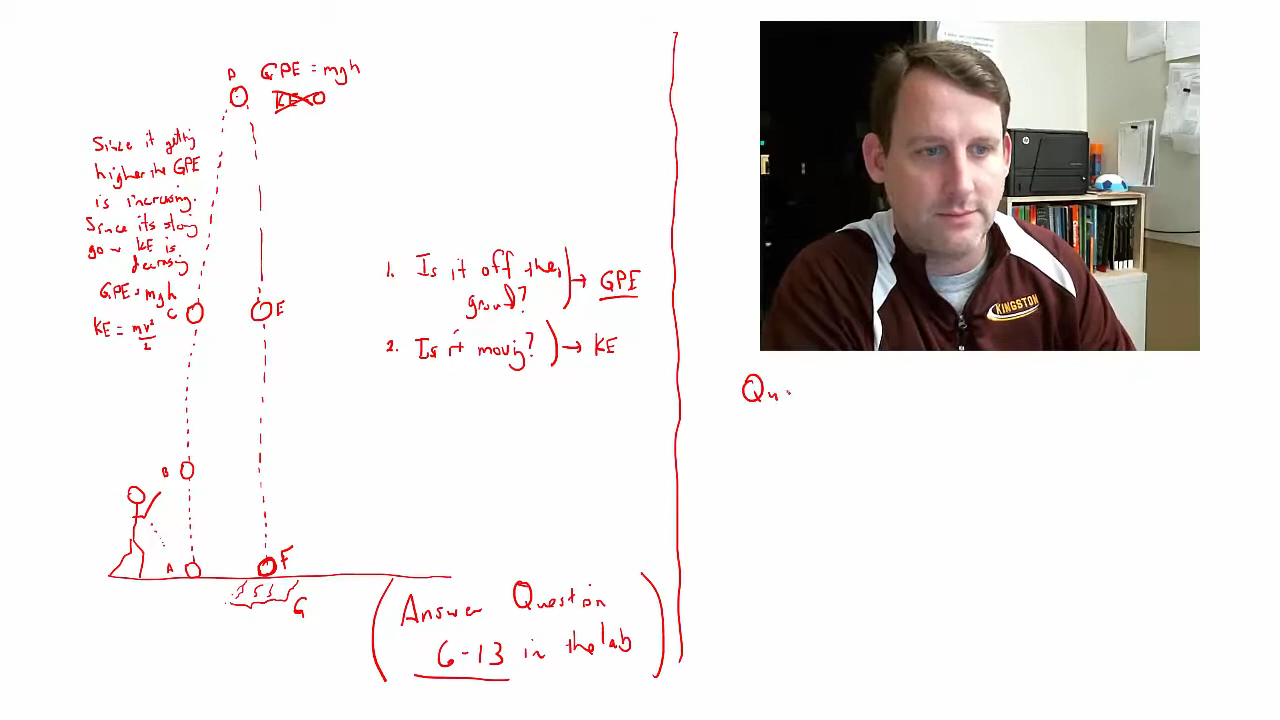 D
GPE = mgh
KE = 0
Since it getting
higher the GPE
is increasing.
Since its slowing
down KE is
decreasing
GPE = mgh
KE = mv²
2
C
E
B
A
F
G
1. Is it off the
ground? → GPE
2. Is it moving? → KE
(Answer Question
6-13 in the lab)
KINGSTON
hp
Qu